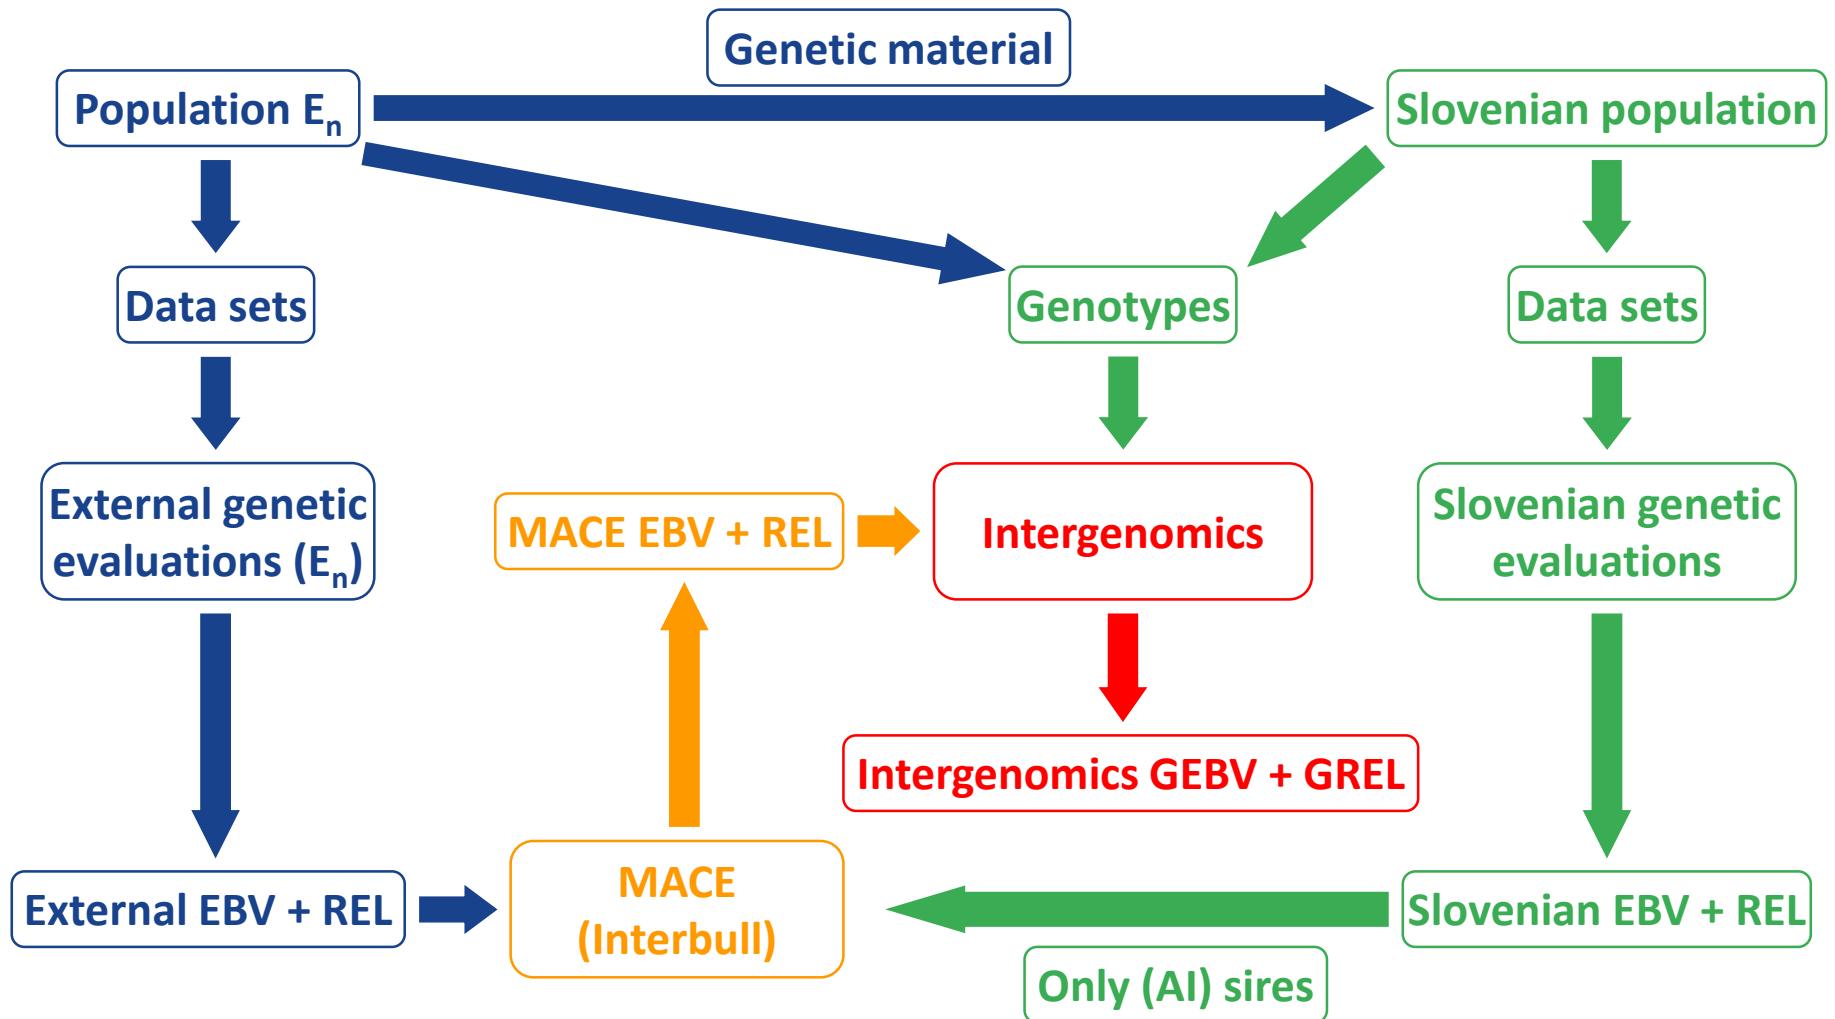 Genetic material
Population Eₙ
Slovenian population
Data sets
Genotypes
Data sets
External genetic
evaluations (Eₙ)
MACE EBV + REL
Intergenomics
Slovenian genetic
evaluations
Intergenomics GEBV + GREL
External EBV + REL
MACE
(Interbull)
Slovenian EBV + REL
Only (AI) sires